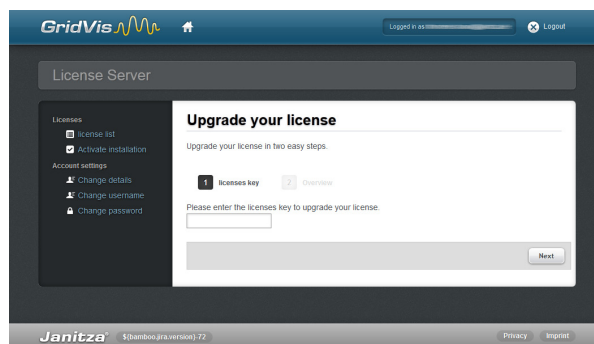 GridVis
Logged in as
Logout
License Server
Licenses
license list
Activate installation
Account settings
Change details
Change username
Change password
Upgrade your license
Upgrade your license in two easy steps.
1 licenses key 2 Overview
Please enter the licenses key to upgrade your license.
Next
Janitza® ${bamboo.jira.version}-72
Privacy Imprint